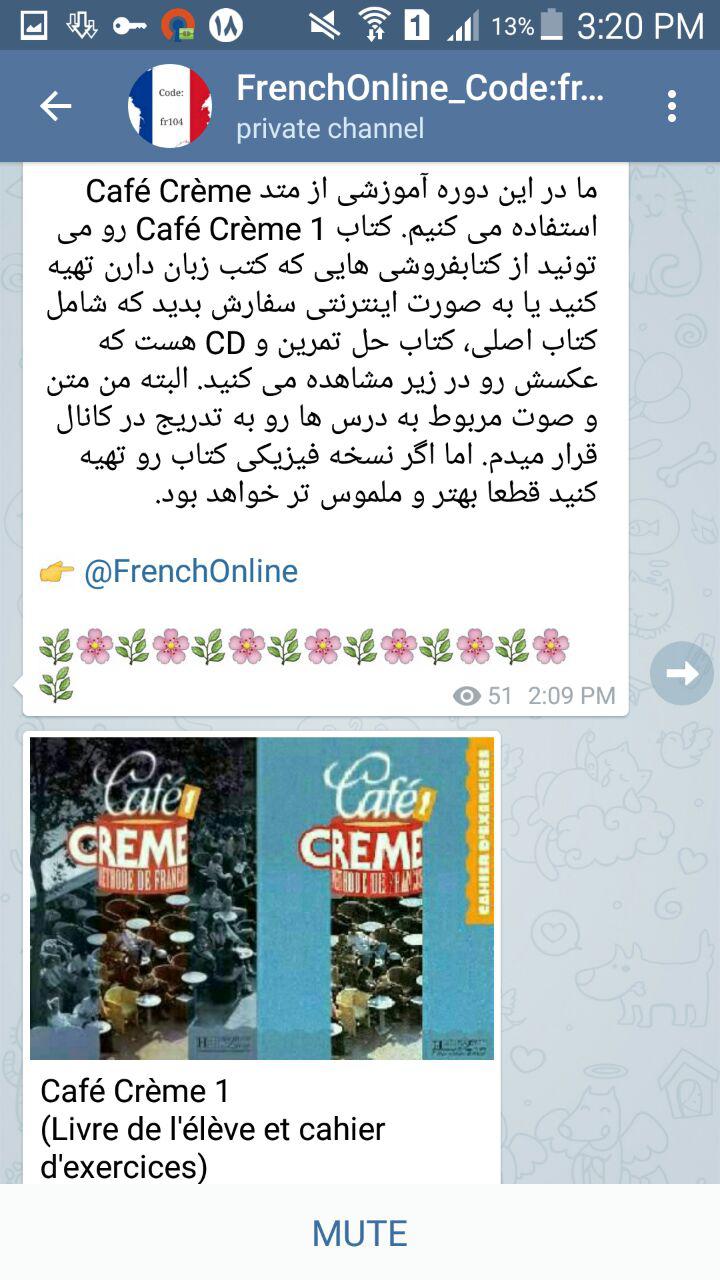 13% 3:20 PM
1
Code:
fr104
FrenchOnline_Code:fr...
private channel
ما در این دوره آموزشی از متد Café Crème
استفاده می کنیم. کتاب Café Crème 1 رو می
تونید از کتابفروشی هایی که کتب زبان دارن تهیه
کنید یا به صورت اینترنتی سفارش بدید که شامل
کتاب اصلی، کتاب حل تمرین و CD هست که
عکسش رو در زیر مشاهده می کنید. البته من متن
و صوت مربوط به درس ها رو به تدریج در کانال
قرار میدم. اما اگر نسخه فیزیکی کتاب رو تهیه
کنید قطعا بهتر و ملموس تر خواهد بود.
@FrenchOnline
51 2:09 PM
Café 1
CRÈME
MÉTHODE DE FRANÇAIS
Café 1
CRÈME
MÉTHODE DE FRANÇAIS
CAHIER D'EXERCICES
Café Crème 1
(Livre de l'élève et cahier
d'exercices)
MUTE